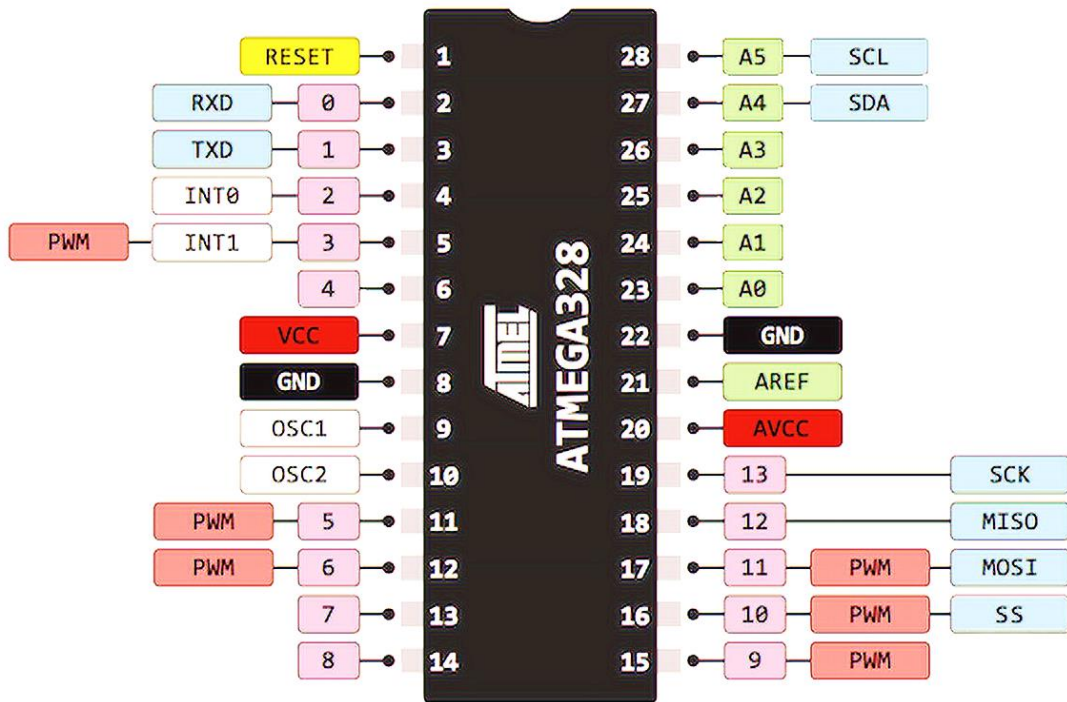 RESET 1 28 A5 SCL
RXD 0 2 27 A4 SDA
TXD 1 3 26 A3
INT0 2 4 25 A2
PWM INT1 3 5 24 A1
4 6 23 A0
VCC 7 22 GND
GND 8 21 AREF
OSC1 9 20 AVCC
OSC2 10 19 13 SCK
PWM 5 11 18 12 MISO
PWM 6 12 17 11 PWM MOSI
7 13 16 10 PWM SS
8 14 15 9 PWM
ATMEL
ATMEGA328